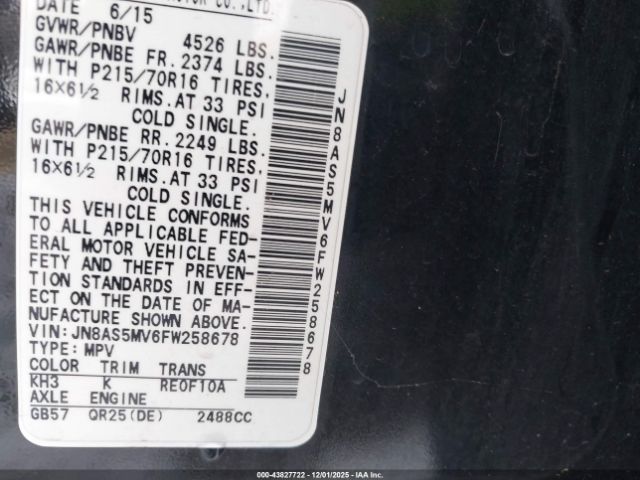 MOTOR CO., LTD.
DATE 6/15
GVWR/PNBV 4526 LBS.
GAWR/PNBE FR. 2374 LBS.
WITH P215/70R16 TIRES,
16X6½ RIMS.AT 33 PSI
COLD SINGLE.
GAWR/PNBE RR. 2249 LBS.
WITH P215/70R16 TIRES,
16X6½ RIMS.AT 33 PSI
COLD SINGLE.
THIS VEHICLE CONFORMS
TO ALL APPLICABLE FED-
ERAL MOTOR VEHICLE SA-
FETY AND THEFT PREVEN-
TION STANDARDS IN EFF-
ECT ON THE DATE OF MA-
NUFACTURE SHOWN ABOVE.
VIN:JN8AS5MV6FW258678
TYPE: MPV
COLOR TRIM TRANS
KH3 K RE0F10A
AXLE ENGINE
GB57 QR25(DE) 2488CC
JN8AS5MV6FW258678
000-43827722 - 12/01/2025 - IAA Inc.